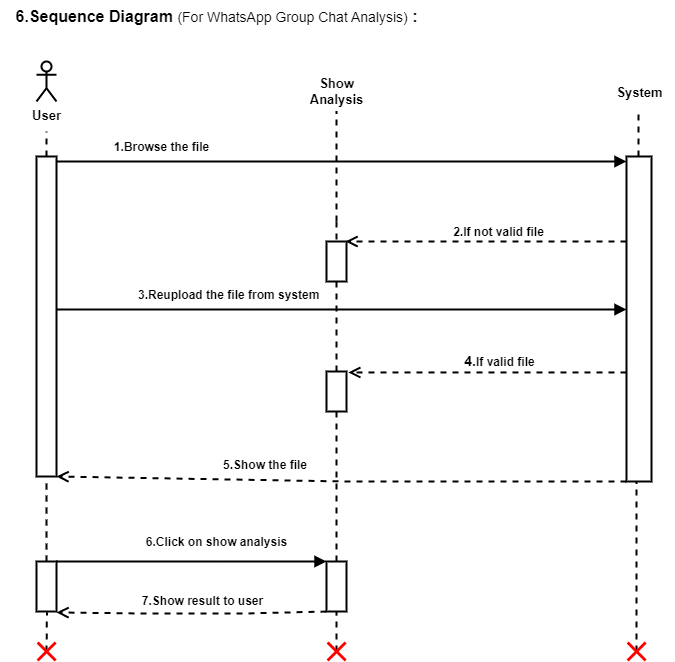 6.Sequence Diagram (For WhatsApp Group Chat Analysis) :
User
Show
Analysis
System
1.Browse the file
2.If not valid file
3.Reupload the file from system
4.If valid file
5.Show the file
6.Click on show analysis
7.Show result to user